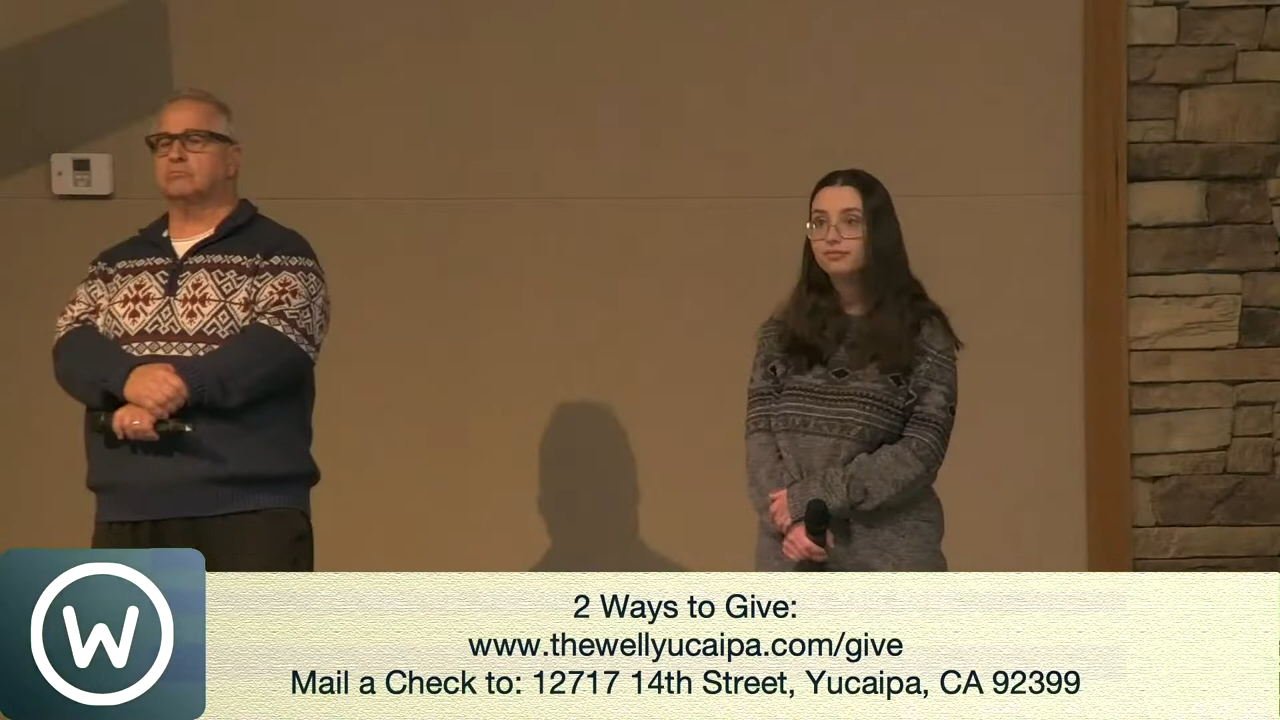 W
2 Ways to Give:
www.thewellyucaipa.com/give
Mail a Check to: 12717 14th Street, Yucaipa, CA 92399